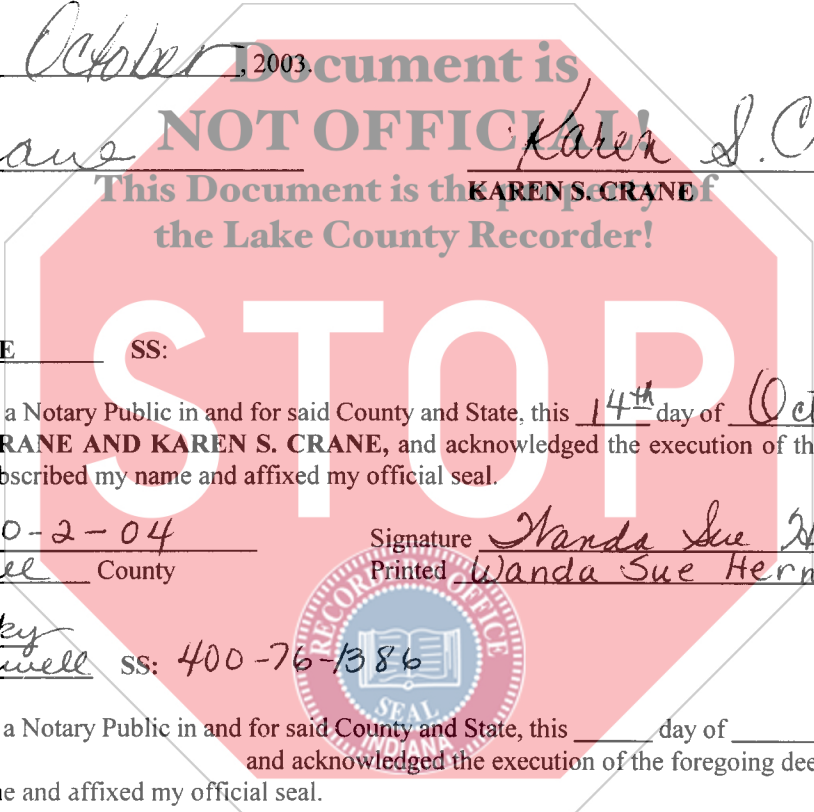 October, 2003.
Document is
NOT OFFICIAL!
Karen S. C
KAREN S. CRANE
This Document is the property of
the Lake County Recorder!
STOP
E SS:
a Notary Public in and for said County and State, this 14th day of Oct
RANE AND KAREN S. CRANE, and acknowledged the execution of th
bscribed my name and affixed my official seal.
0-2-04 Signature Wanda Sue H
County Printed Wanda Sue Her
SS: 400-76-1386
RECORDER'S OFFICE
SEAL
INDIANA
a Notary Public in and for said County and State, this day of
and acknowledged the execution of the foregoing dee
e and affixed my official seal.